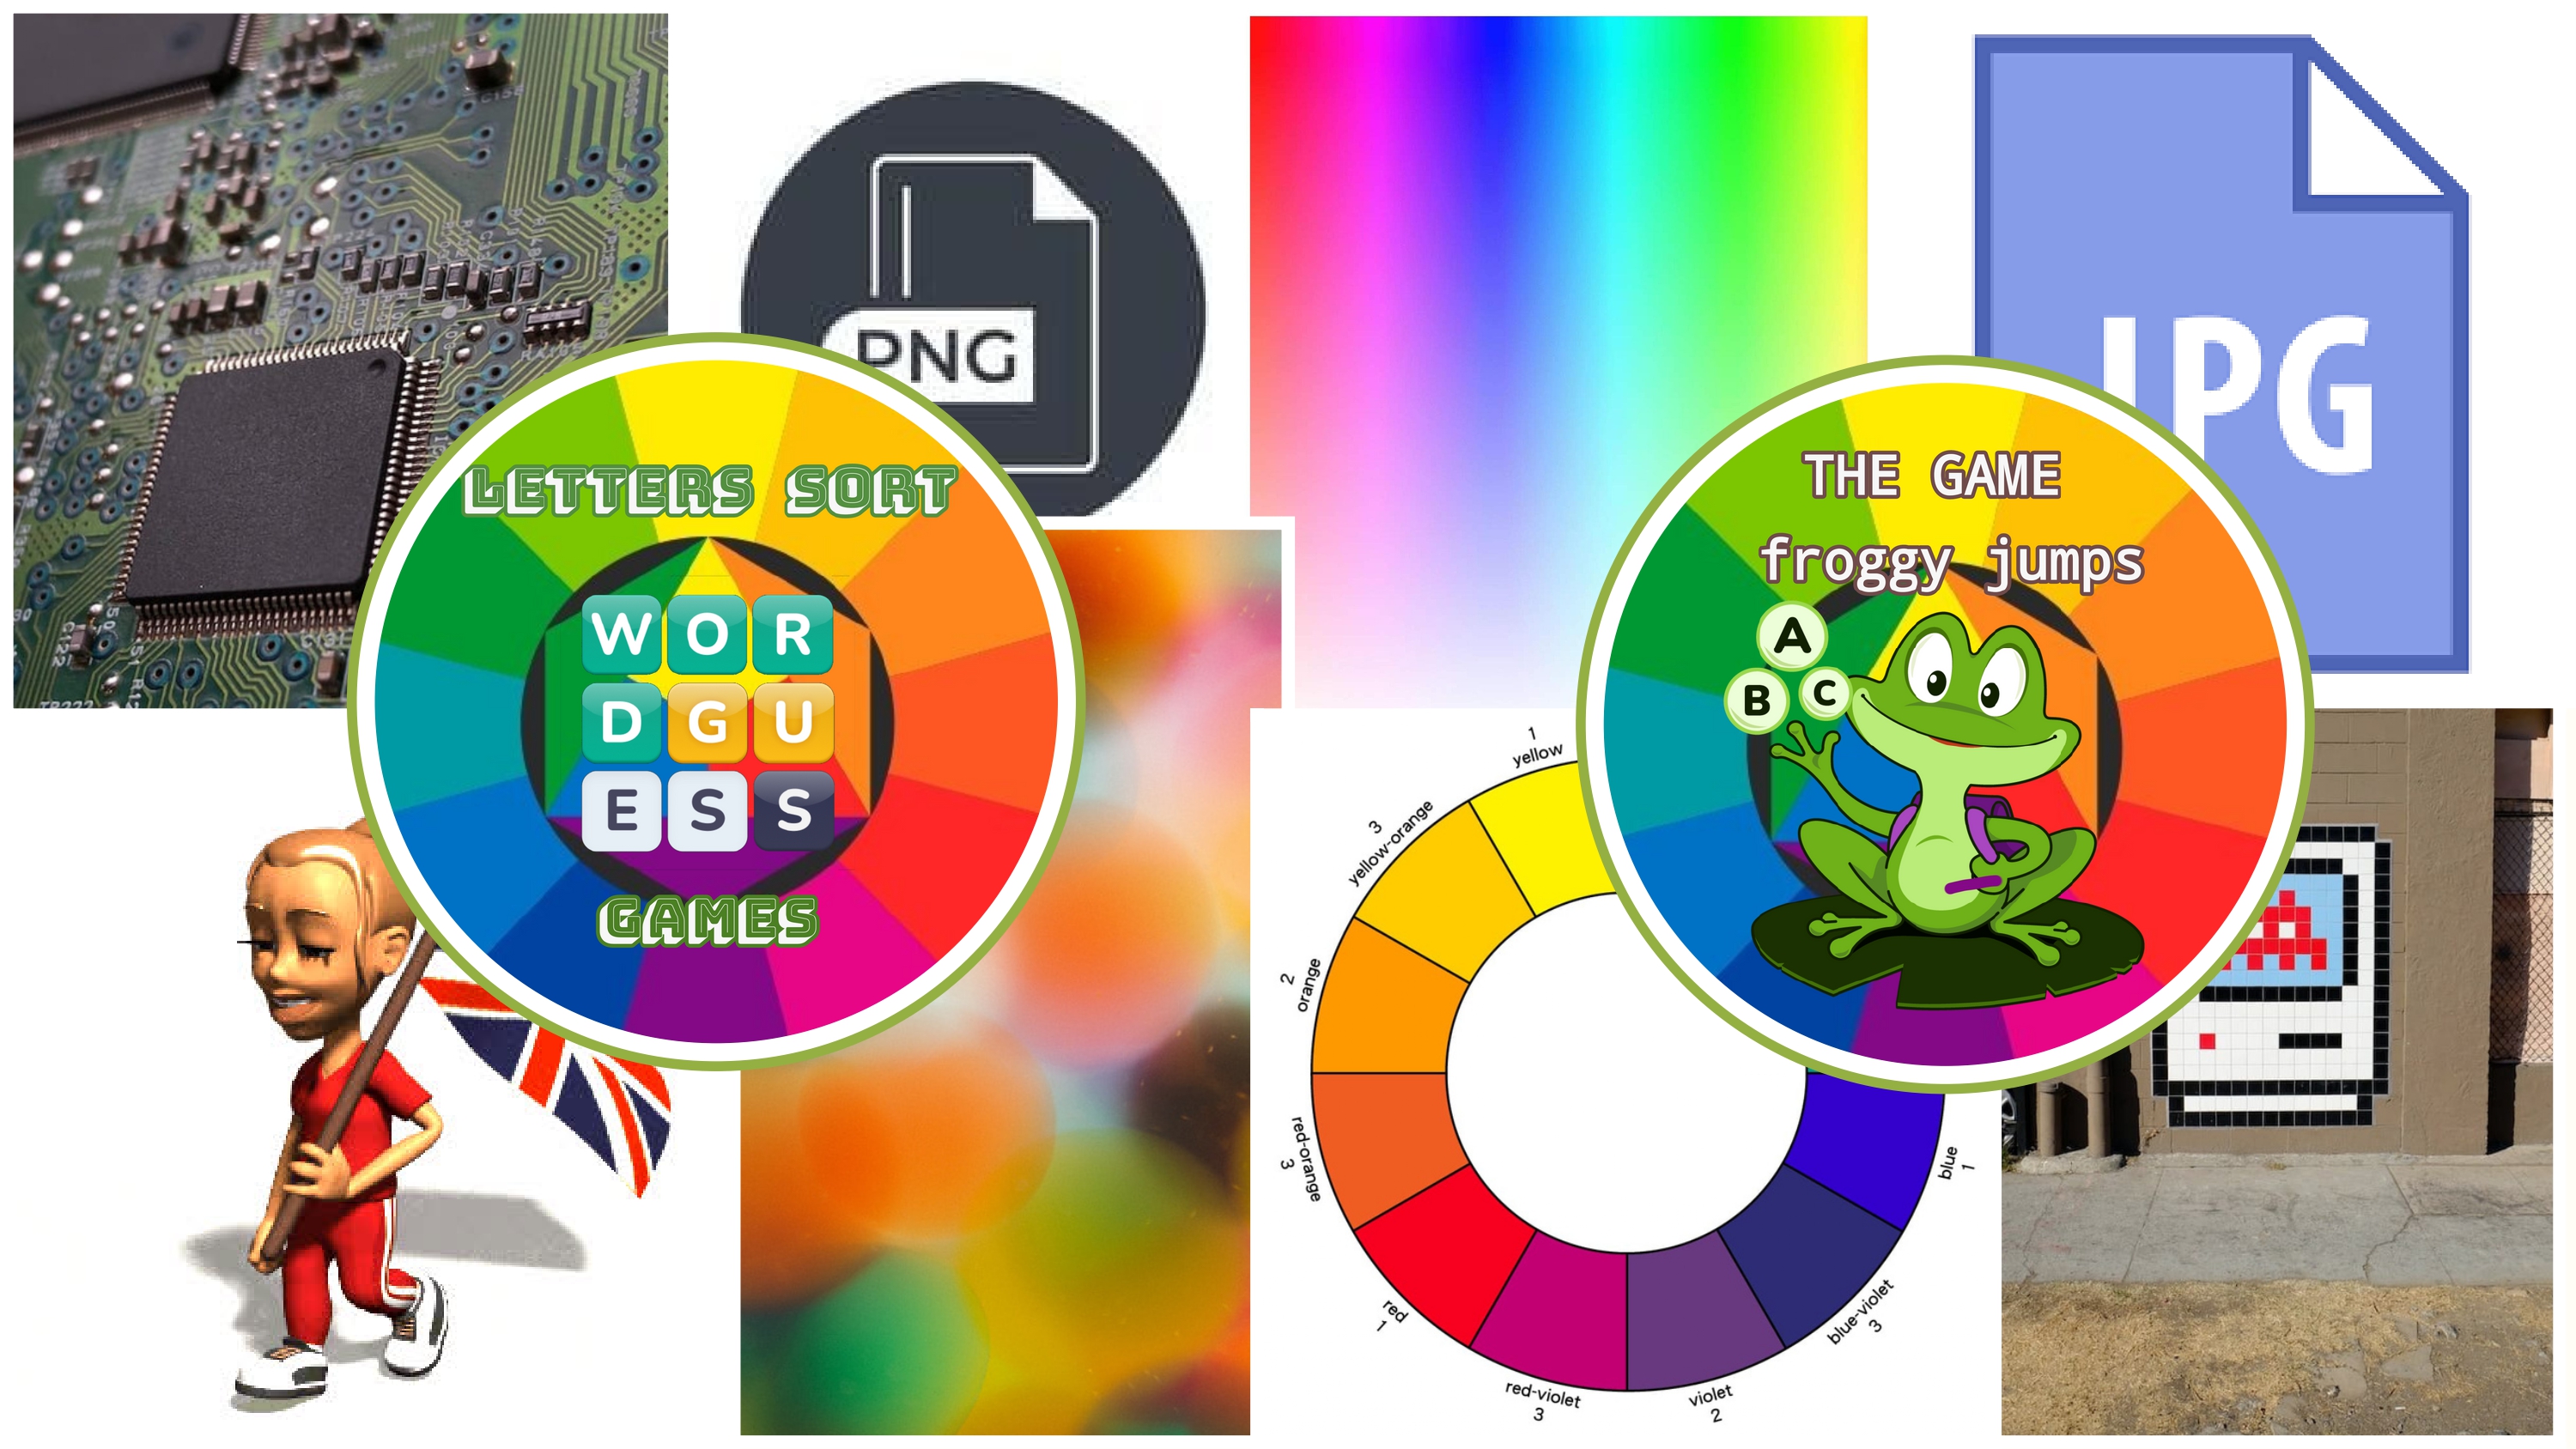 PNG
JPG
LETTERS SORT
W O R
D G U
E S S
GAMES
THE GAME
froggy jumps
A
B C
1
yellow
3
yellow-orange
2
orange
red-orange
3
red
1
red-violet
3
violet
2
blue-violet
3
blue
1